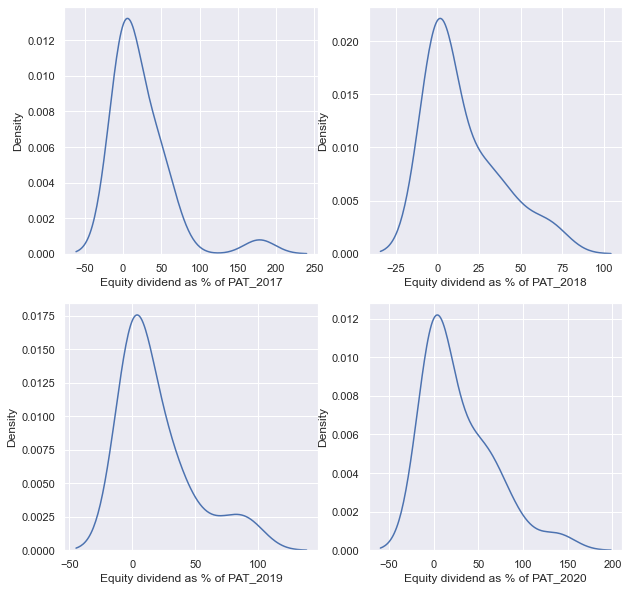 0.012
0.010
0.008
0.006
0.004
0.002
0.000
Density
−50 0 50 100 150 200 250
Equity dividend as % of PAT_2017
0.020
0.015
0.010
0.005
0.000
Density
−25 0 25 50 75 100
Equity dividend as % of PAT_2018
0.0175
0.0150
0.0125
0.0100
0.0075
0.0050
0.0025
0.0000
Density
−50 0 50 100
Equity dividend as % of PAT_2019
0.012
0.010
0.008
0.006
0.004
0.002
0.000
Density
−50 0 50 100 150 200
Equity dividend as % of PAT_2020